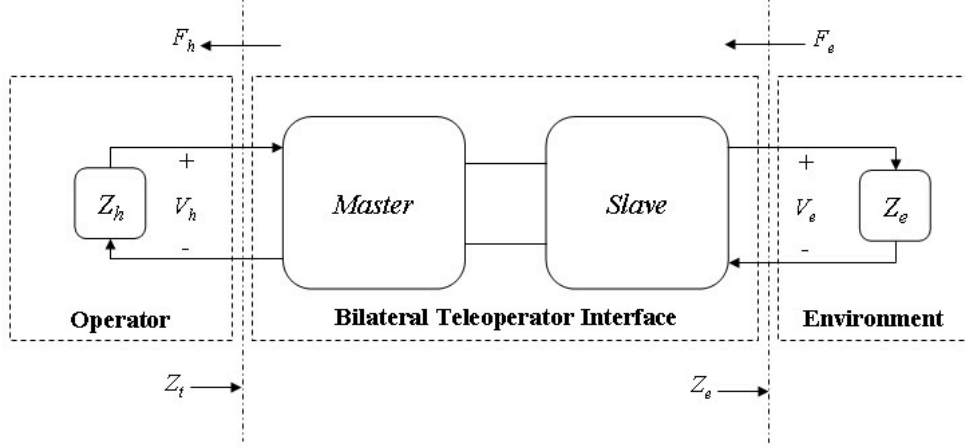 F_h
F_e
+
+
Z_h
V_h
Master
Slave
V_e
Z_e
-
-
Operator
Bilateral Teleoperator Interface
Environment
Z_t
Z_e